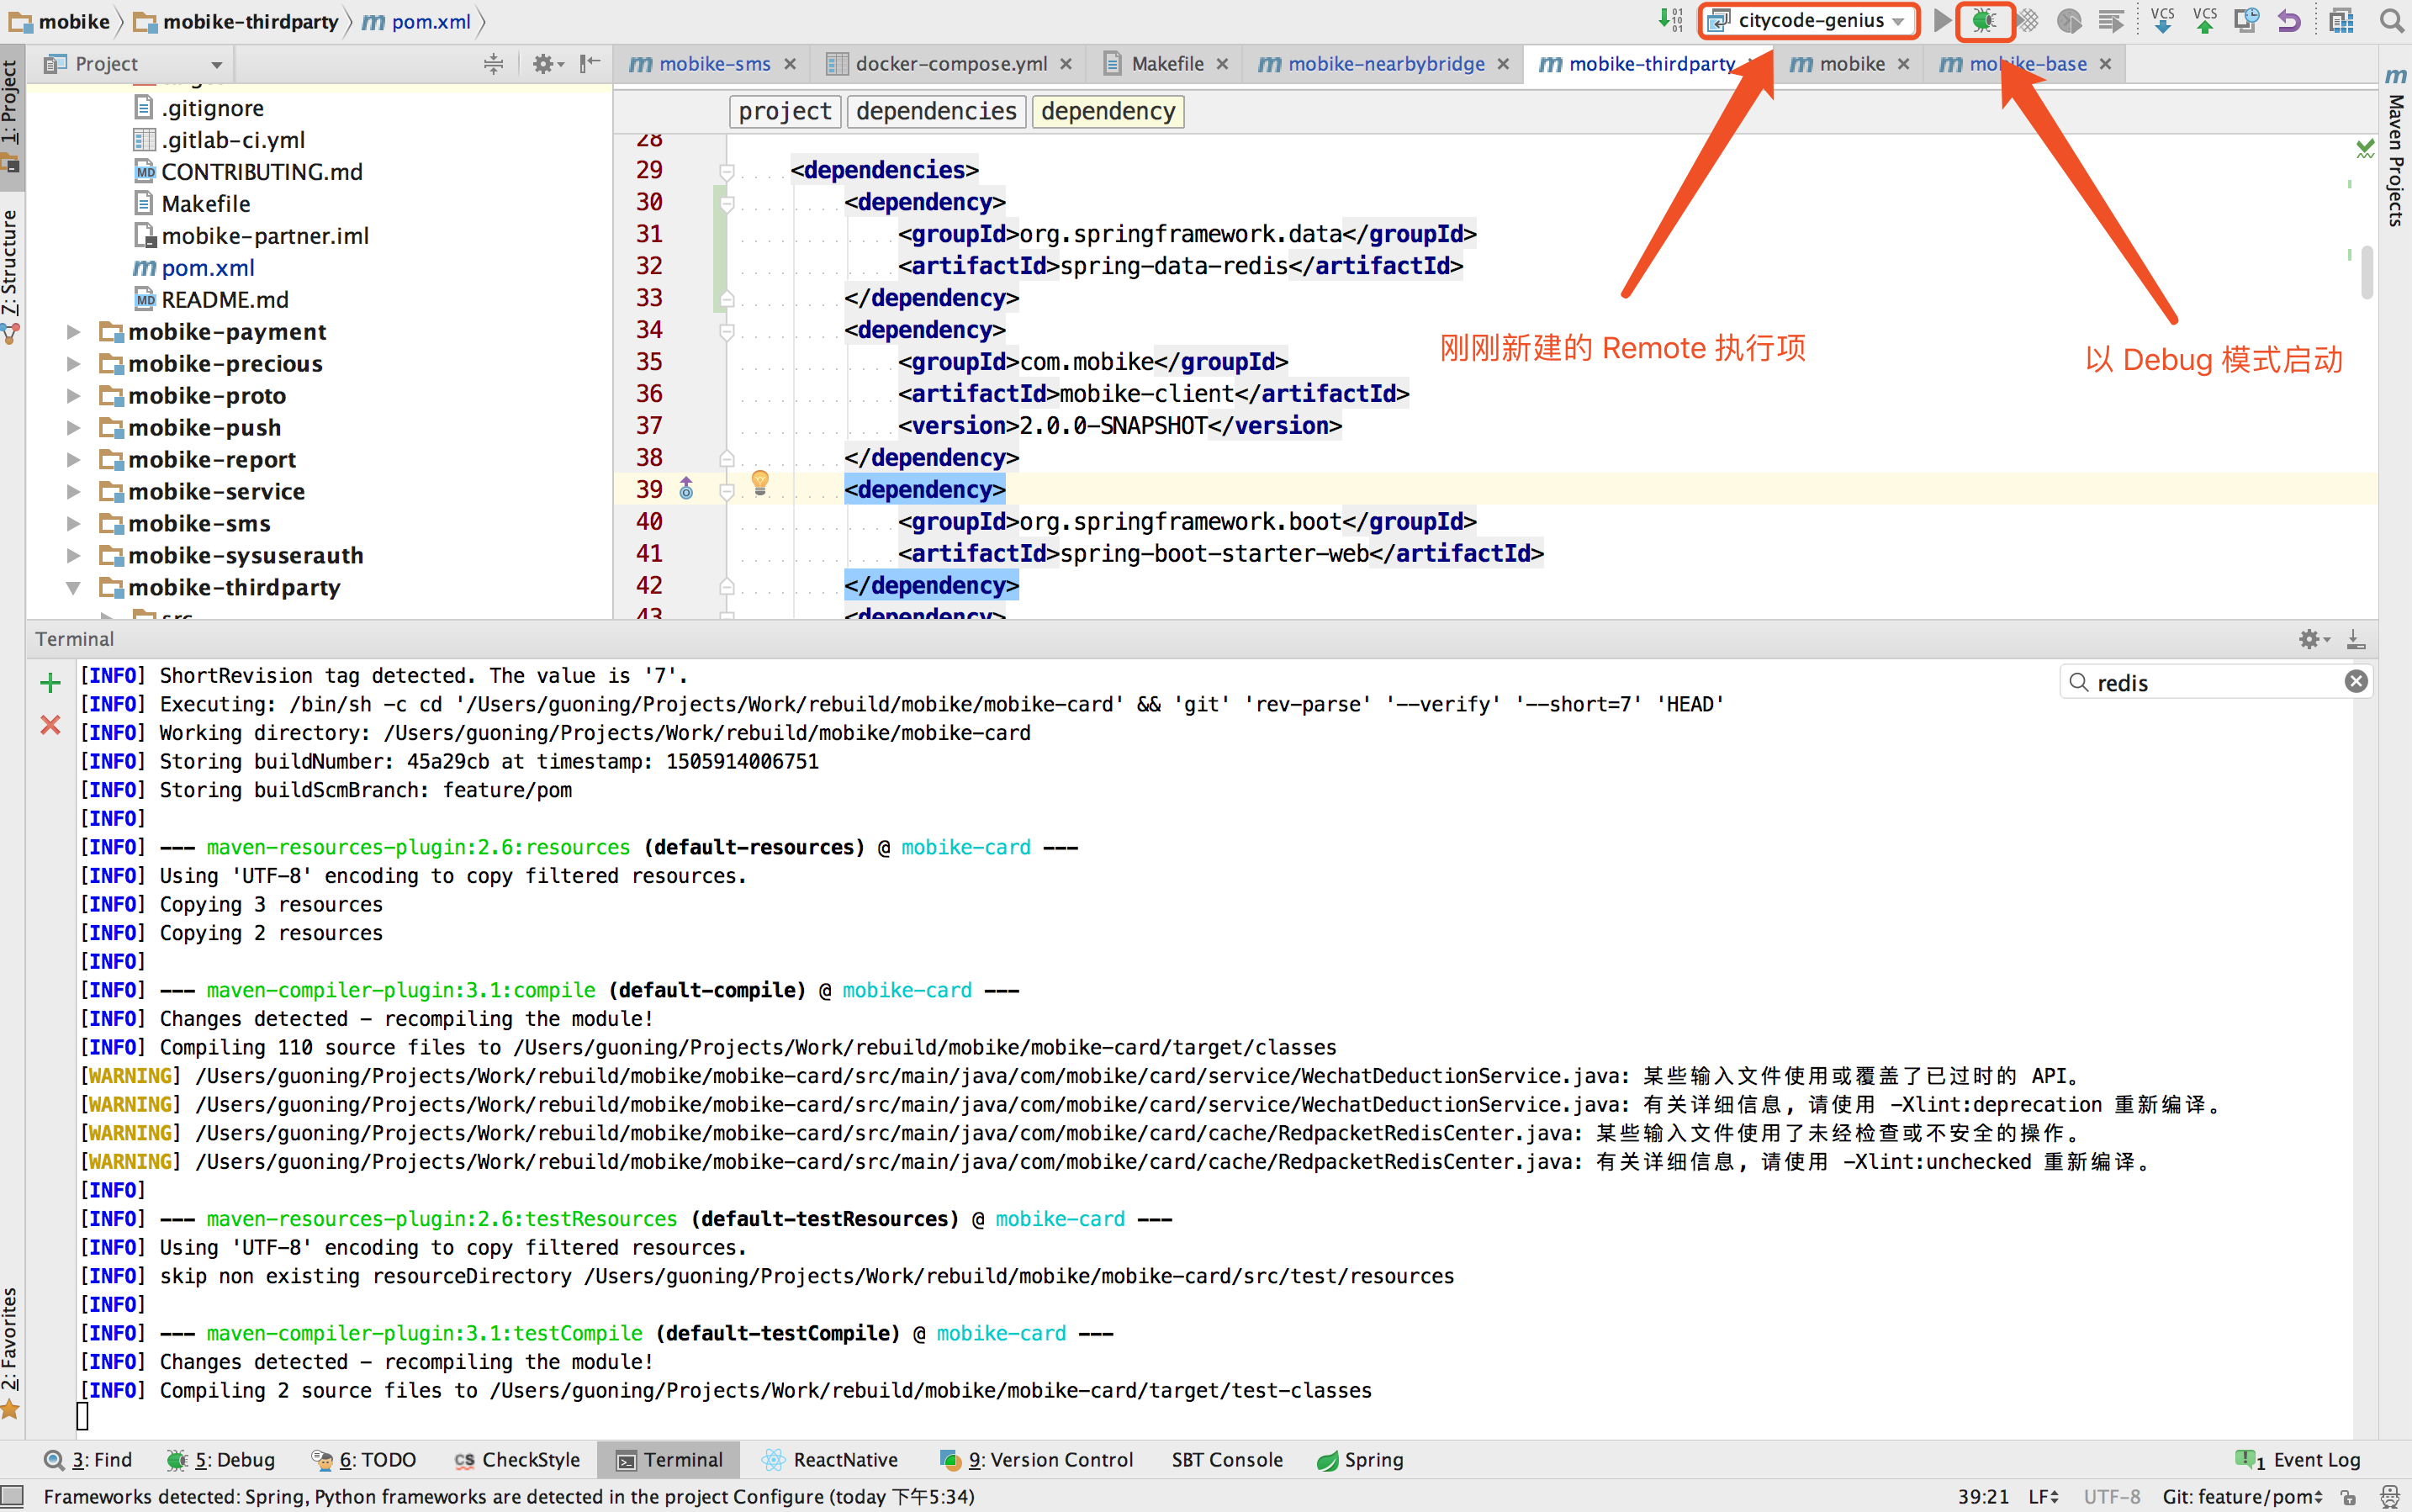 mobike mobike-thirdparty m pom.xml
citycode-genius
VCS VCS
Project
m mobike-sms docker-compose.yml Makefile m mobike-nearbybridge m mobike-thirdparty m mobike m mobike-base
1: Project
7: Structure
2: Favorites
m Maven Projects
.gitignore
.gitlab-ci.yml
CONTRIBUTING.md
Makefile
mobike-partner.iml
m pom.xml
README.md
mobike-payment
mobike-precious
mobike-proto
mobike-push
mobike-report
mobike-service
mobike-sms
mobike-sysuserauth
mobike-thirdparty
src
project dependencies dependency
28
29 <dependencies>
30 <dependency>
31 <groupId>org.springframework.data</groupId>
32 <artifactId>spring-data-redis</artifactId>
33 </dependency>
34 <dependency>
35 <groupId>com.mobike</groupId>
36 <artifactId>mobike-client</artifactId>
37 <version>2.0.0-SNAPSHOT</version>
38 </dependency>
39 <dependency>
40 <groupId>org.springframework.boot</groupId>
41 <artifactId>spring-boot-starter-web</artifactId>
42 </dependency>
43 <dependency>
刚刚新建的 Remote 执行项
以 Debug 模式启动
Terminal
redis
[INFO] ShortRevision tag detected. The value is '7'.
[INFO] Executing: /bin/sh -c cd '/Users/guoning/Projects/Work/rebuild/mobike/mobike-card' && 'git' 'rev-parse' '--verify' '--short=7' 'HEAD'
[INFO] Working directory: /Users/guoning/Projects/Work/rebuild/mobike/mobike-card
[INFO] Storing buildNumber: 45a29cb at timestamp: 1505914006751
[INFO] Storing buildScmBranch: feature/pom
[INFO]
[INFO] --- maven-resources-plugin:2.6:resources (default-resources) @ mobike-card ---
[INFO] Using 'UTF-8' encoding to copy filtered resources.
[INFO] Copying 3 resources
[INFO] Copying 2 resources
[INFO]
[INFO] --- maven-compiler-plugin:3.1:compile (default-compile) @ mobike-card ---
[INFO] Changes detected - recompiling the module!
[INFO] Compiling 110 source files to /Users/guoning/Projects/Work/rebuild/mobike/mobike-card/target/classes
[WARNING] /Users/guoning/Projects/Work/rebuild/mobike/mobike-card/src/main/java/com/mobike/card/service/WechatDeductionService.java: 某些输入文件使用或覆盖了已过时的 API。
[WARNING] /Users/guoning/Projects/Work/rebuild/mobike/mobike-card/src/main/java/com/mobike/card/service/WechatDeductionService.java: 有关详细信息, 请使用 -Xlint:deprecation 重新编译。
[WARNING] /Users/guoning/Projects/Work/rebuild/mobike/mobike-card/src/main/java/com/mobike/card/cache/RedpacketRedisCenter.java: 某些输入文件使用了未经检查或不安全的操作。
[WARNING] /Users/guoning/Projects/Work/rebuild/mobike/mobike-card/src/main/java/com/mobike/card/cache/RedpacketRedisCenter.java: 有关详细信息, 请使用 -Xlint:unchecked 重新编译。
[INFO]
[INFO] --- maven-resources-plugin:2.6:testResources (default-testResources) @ mobike-card ---
[INFO] Using 'UTF-8' encoding to copy filtered resources.
[INFO] skip non existing resourceDirectory /Users/guoning/Projects/Work/rebuild/mobike/mobike-card/src/test/resources
[INFO]
[INFO] --- maven-compiler-plugin:3.1:testCompile (default-testCompile) @ mobike-card ---
[INFO] Changes detected - recompiling the module!
[INFO] Compiling 2 source files to /Users/guoning/Projects/Work/rebuild/mobike/mobike-card/target/test-classes
3: Find 5: Debug 6: TODO CS CheckStyle Terminal ReactNative 9: Version Control SBT Console Spring 1 Event Log
Frameworks detected: Spring, Python frameworks are detected in the project Configure (today 下午5:34) 39:21 LF UTF-8 Git: feature/pom